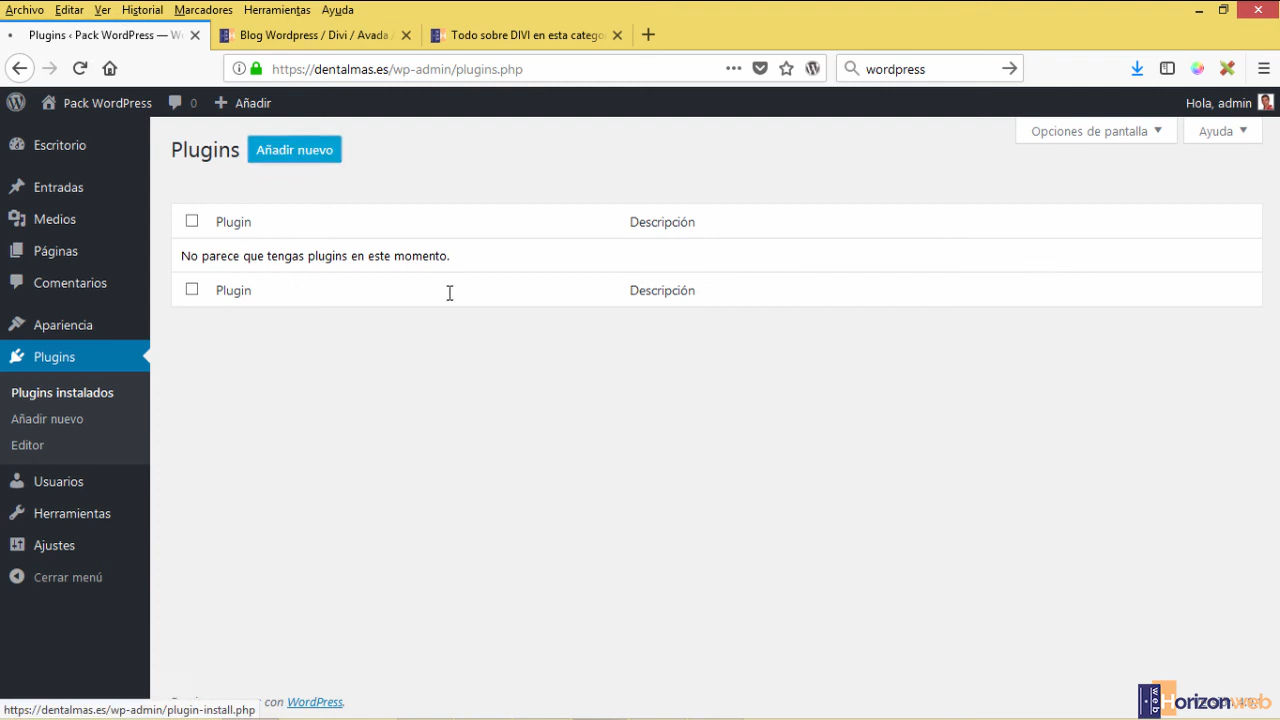 Archivo Editar Ver Historial Marcadores Herramientas Ayuda
Plugins ‹ Pack WordPress — W
Blog Wordpress / Divi / Avada /
Todo sobre DIVI en esta catego
https://dentalmas.es/wp-admin/plugins.php
wordpress
Pack WordPress
0
Añadir
Hola, admin
Escritorio
Entradas
Medios
Páginas
Comentarios
Apariencia
Plugins
Plugins instalados
Añadir nuevo
Editor
Usuarios
Herramientas
Ajustes
Cerrar menú
Opciones de pantalla
Ayuda
Plugins
Añadir nuevo
Plugin
Descripción
No parece que tengas plugins en este momento.
Plugin
Descripción
con WordPress.
https://dentalmas.es/wp-admin/plugin-install.php
web Horizonweb